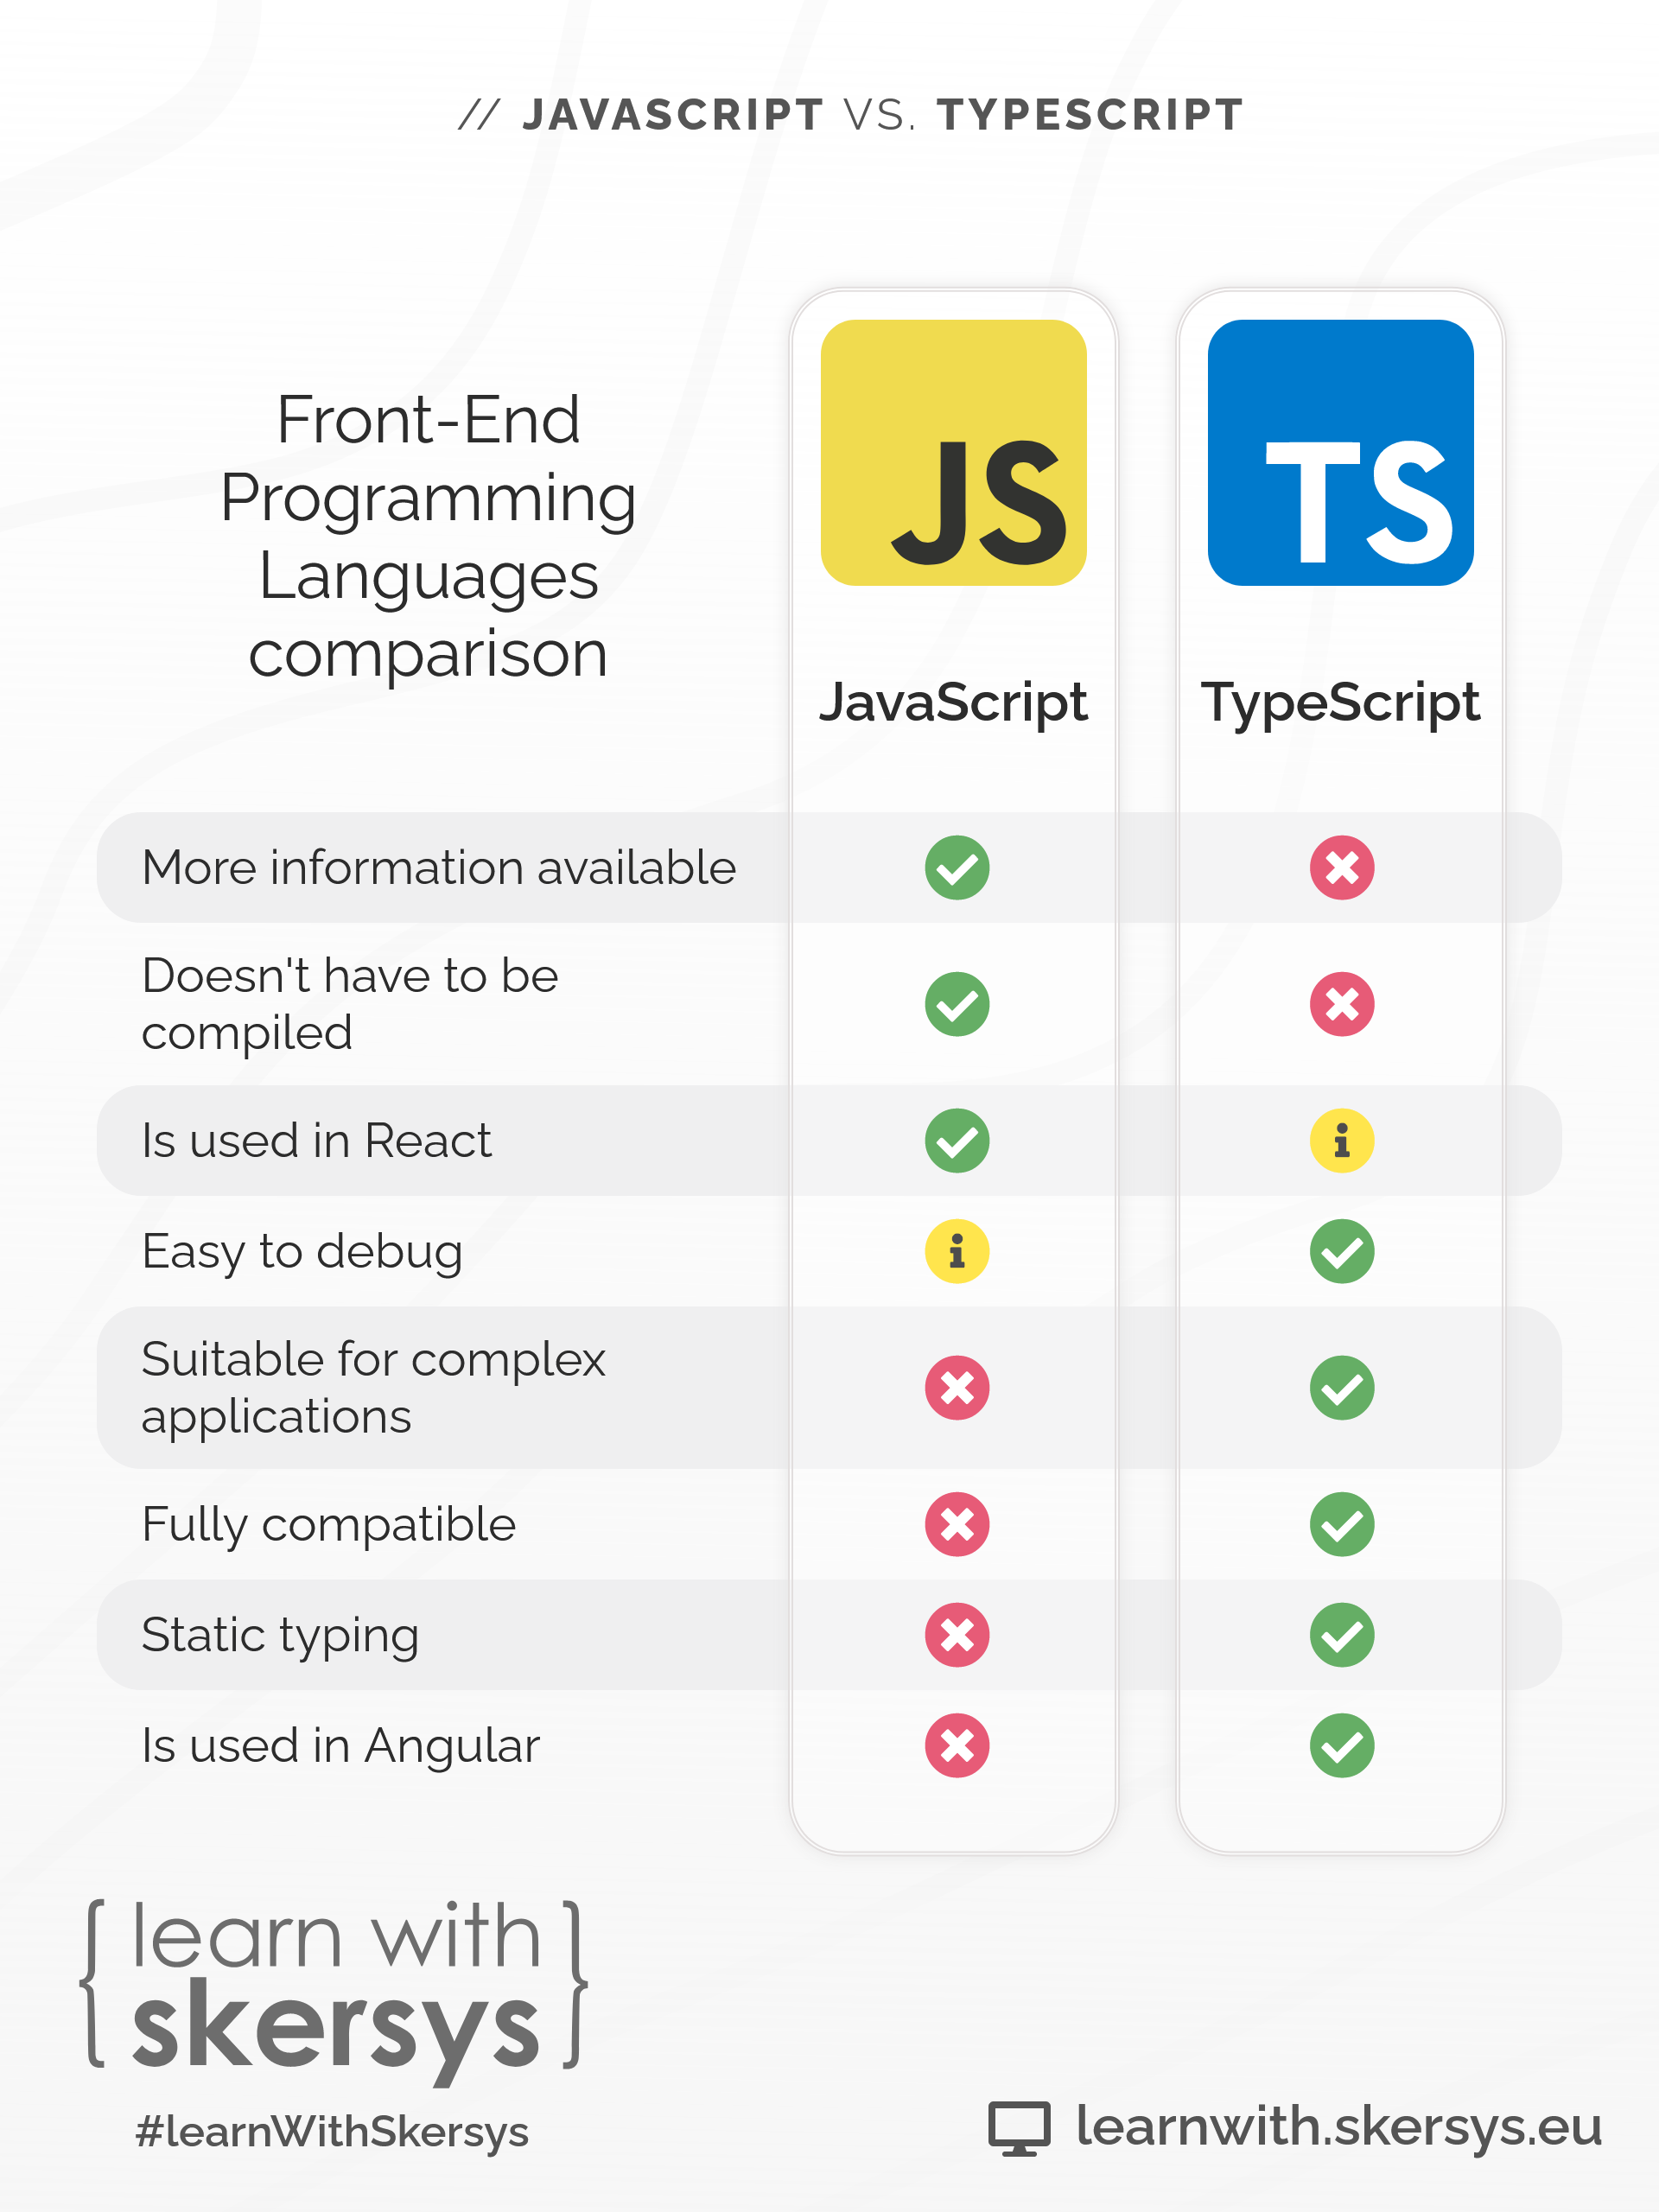 // JAVASCRIPT VS. TYPESCRIPT
JS
TS
Front-End
Programming
Languages
comparison
JavaScript
TypeScript
More information available
Doesn't have to be
compiled
Is used in React
i
Easy to debug
i
Suitable for complex
applications
Fully compatible
Static typing
Is used in Angular
{ learn with
skersys }
#learnWithSkersys
learnwith.skersys.eu